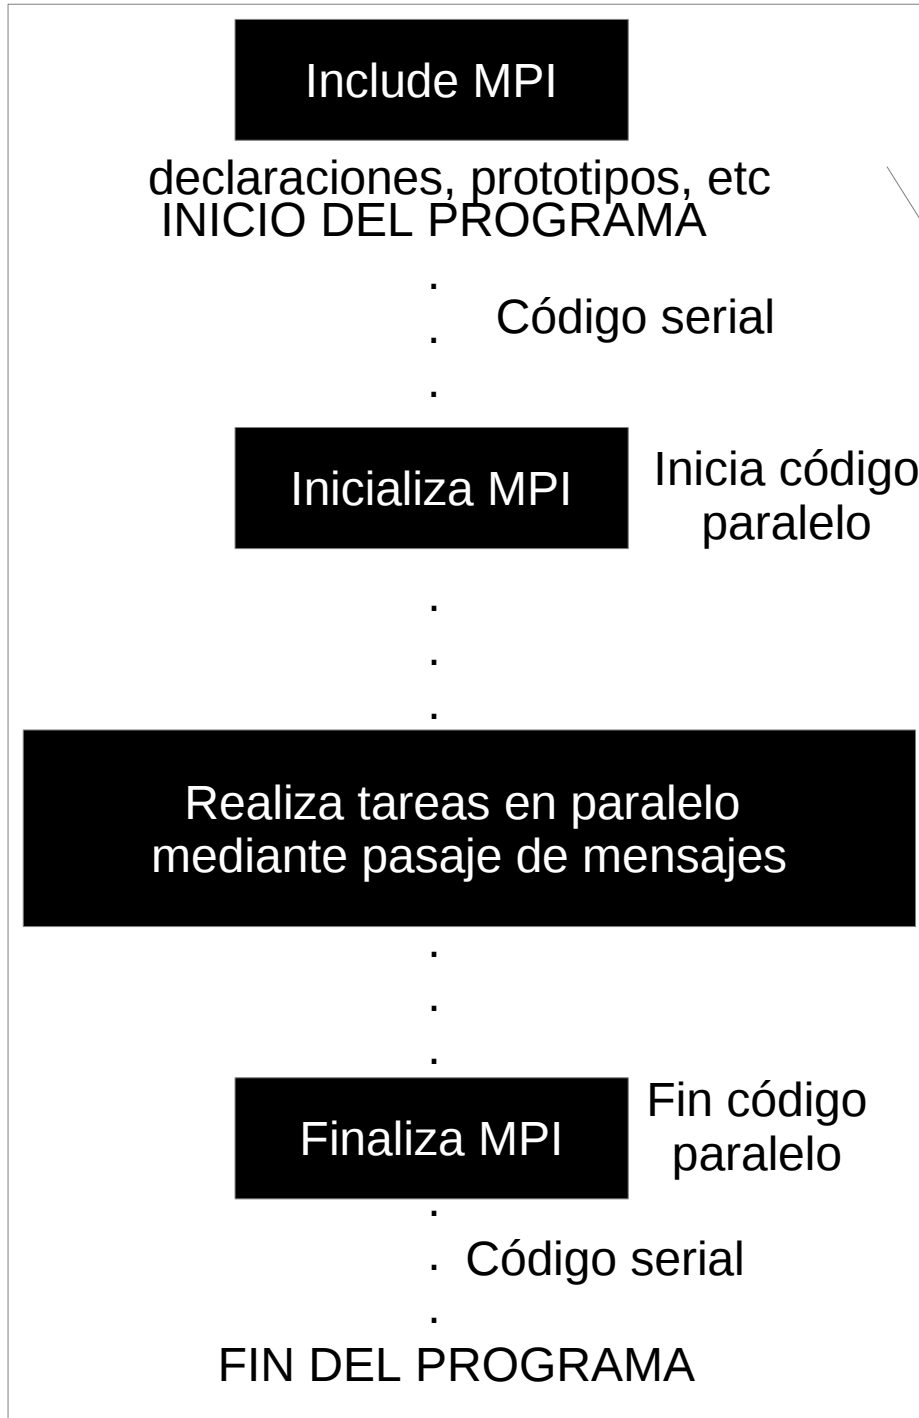 Include MPI
declaraciones, prototipos, etc
INICIO DEL PROGRAMA
.
Código serial
.
.
Inicializa MPI
Inicia código
paralelo
.
.
.
Realiza tareas en paralelo
mediante pasaje de mensajes
.
.
.
Finaliza MPI
Fin código
paralelo
.
. Código serial
.
FIN DEL PROGRAMA